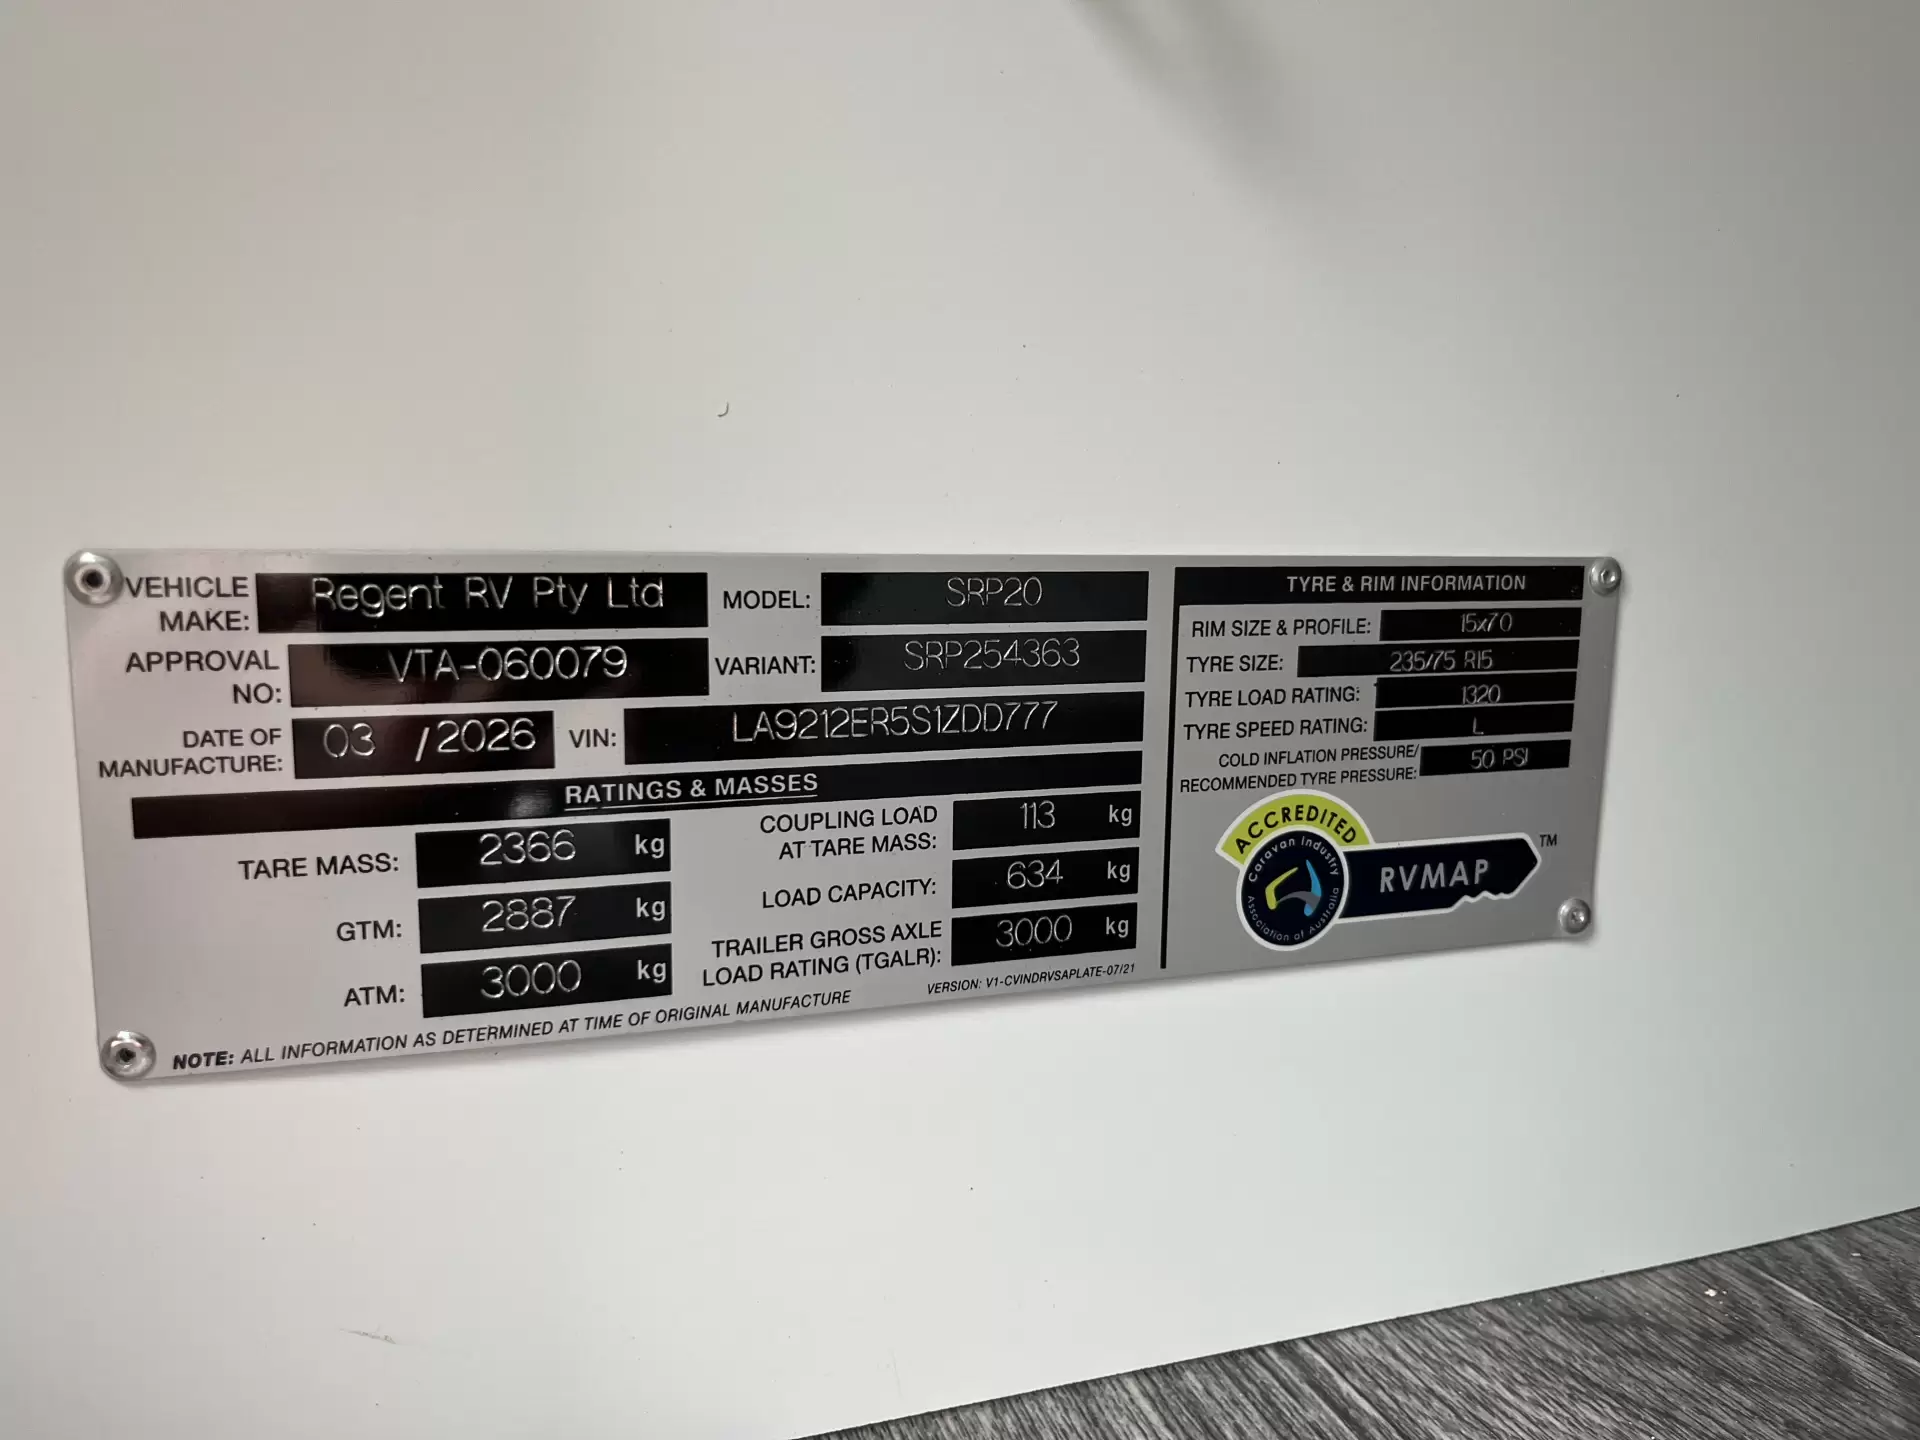 VEHICLE MAKE: Regent RV Pty Ltd
MODEL: SRP20
APPROVAL NO: VTA-060079
VARIANT: SRP254363
DATE OF MANUFACTURE: 03 /2026
VIN: LA9212ER5S1ZDD777
RATINGS & MASSES
TARE MASS: 2366 kg
GTM: 2887 kg
ATM: 3000 kg
COUPLING LOAD AT TARE MASS: 113 kg
LOAD CAPACITY: 634 kg
TRAILER GROSS AXLE LOAD RATING (TGALR): 3000 kg
NOTE: ALL INFORMATION AS DETERMINED AT TIME OF ORIGINAL MANUFACTURE
VERSION: V1-CVINDRVSAPLATE-07/21
TYRE & RIM INFORMATION
RIM SIZE & PROFILE: 15x70
TYRE SIZE: 235/75 R15
TYRE LOAD RATING: 1320
TYRE SPEED RATING: L
COLD INFLATION PRESSURE/ RECOMMENDED TYRE PRESSURE: 50 PSI
ACCREDITED
Caravan Industry Association of Australia
RVMAP ™